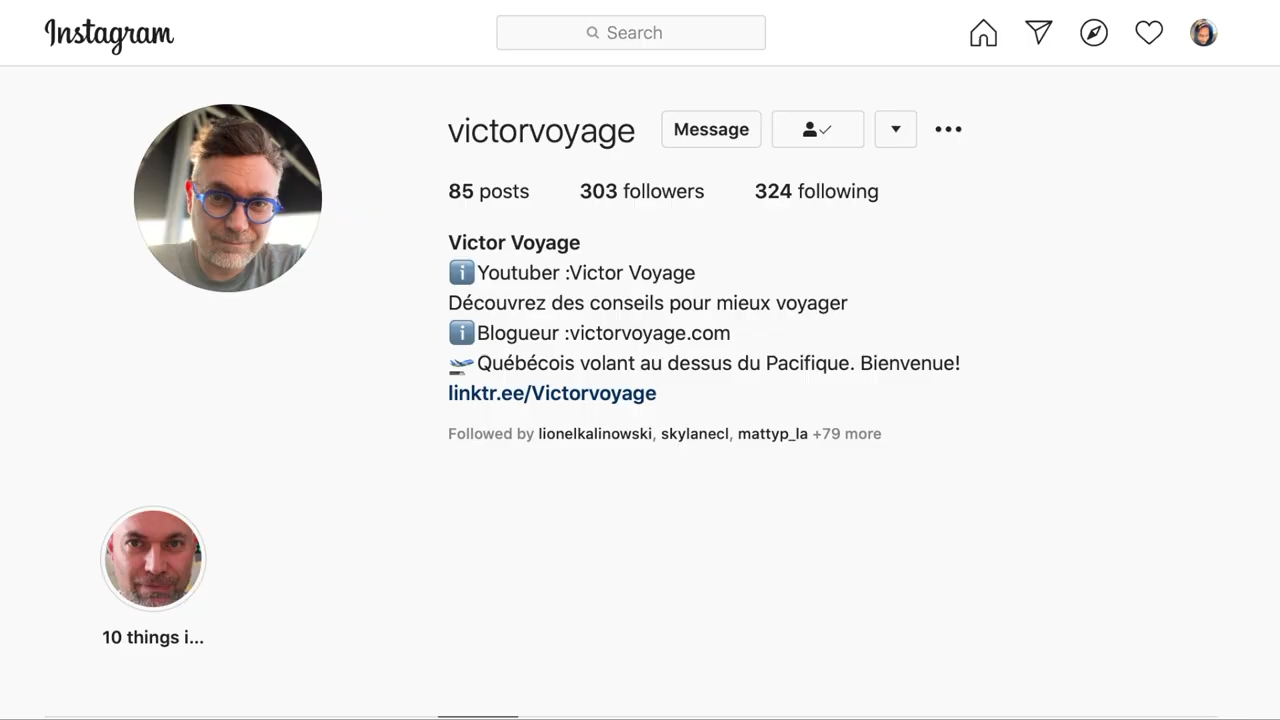 Instagram
Search
victorvoyage
Message
85 posts 303 followers 324 following
Victor Voyage
ℹ️Youtuber :Victor Voyage
Découvrez des conseils pour mieux voyager
ℹ️Blogueur :victorvoyage.com
🛫Québécois volant au dessus du Pacifique. Bienvenue!
linktr.ee/Victorvoyage
Followed by lionelkalinowski, skylanecl, mattyp_la +79 more
10 things i...